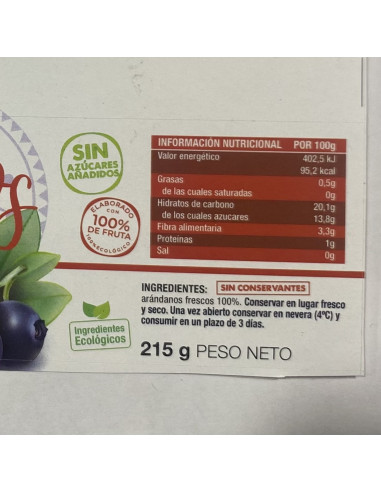 SIN
AZÚCARES
AÑADIDOS
ELABORADO
CON
100%
DE FRUTA
Ingredientes
Ecológicos
INFORMACIÓN NUTRICIONAL POR 100g
Valor energético 402,5 kJ
95,2 kcal
Grasas 0,5g
de las cuales saturadas 0g
Hidratos de carbono 20,1g
de los cuales azucares 13,8g
Fibra alimentaria 3,3g
Proteinas 1g
Sal 0g
INGREDIENTES: SIN CONSERVANTES
arándanos frescos 100%. Conservar en lugar fresco
y seco. Una vez abierto conservar en nevera (4ºC) y
consumir en un plazo de 3 días.
215 g PESO NETO